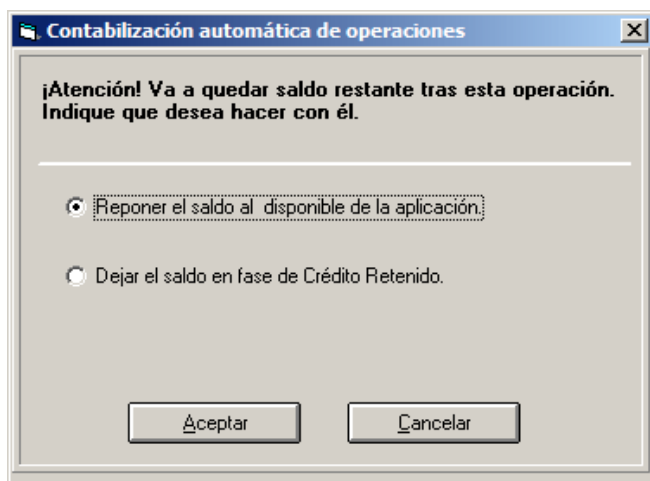 Contabilización automática de operaciones
¡Atención! Va a quedar saldo restante tras esta operación.
Indique que desea hacer con él.
Reponer el saldo al  disponible de la aplicación.
Dejar el saldo en fase de Crédito Retenido.
Aceptar
Cancelar